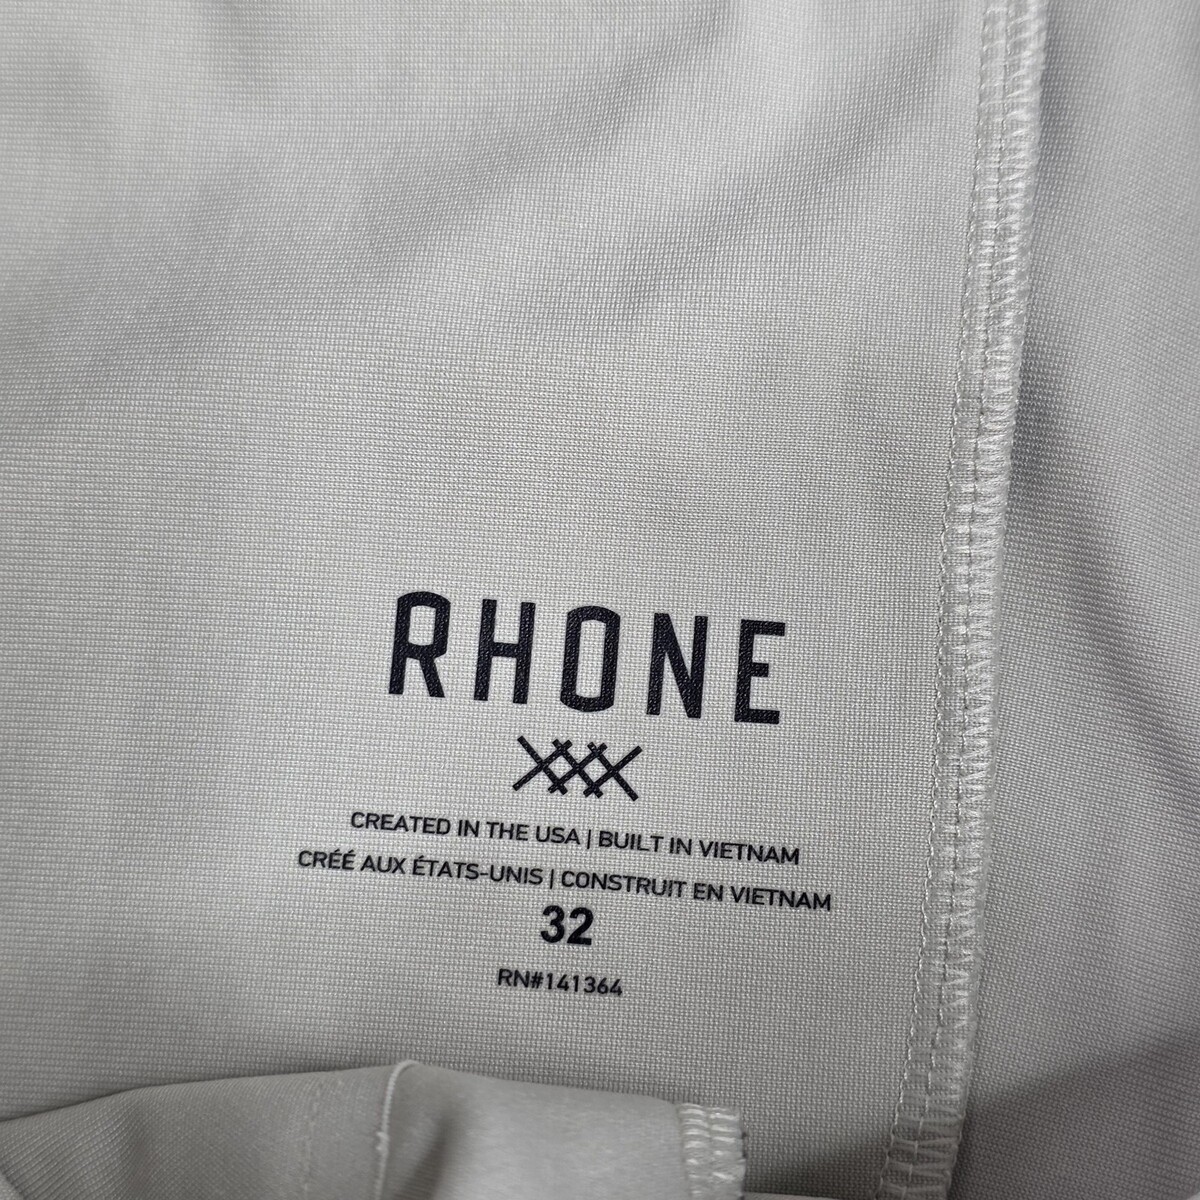 RHONE
CREATED IN THE USA | BUILT IN VIETNAM
CRÉÉ AUX ÉTATS-UNIS | CONSTRUIT EN VIETNAM
32
RN#141364